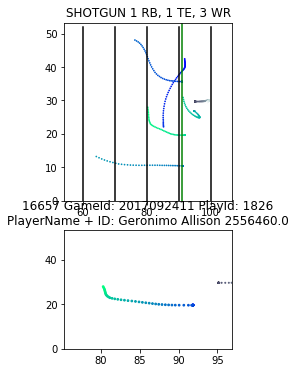 SHOTGUN 1 RB, 1 TE, 3 WR
50
40
30
20
10
0
60 80 100
16657 GameId: 2017092411 PlayId: 1826
PlayerName + ID: Geronimo Allison 2556460.0
40
20
0
80 85 90 95